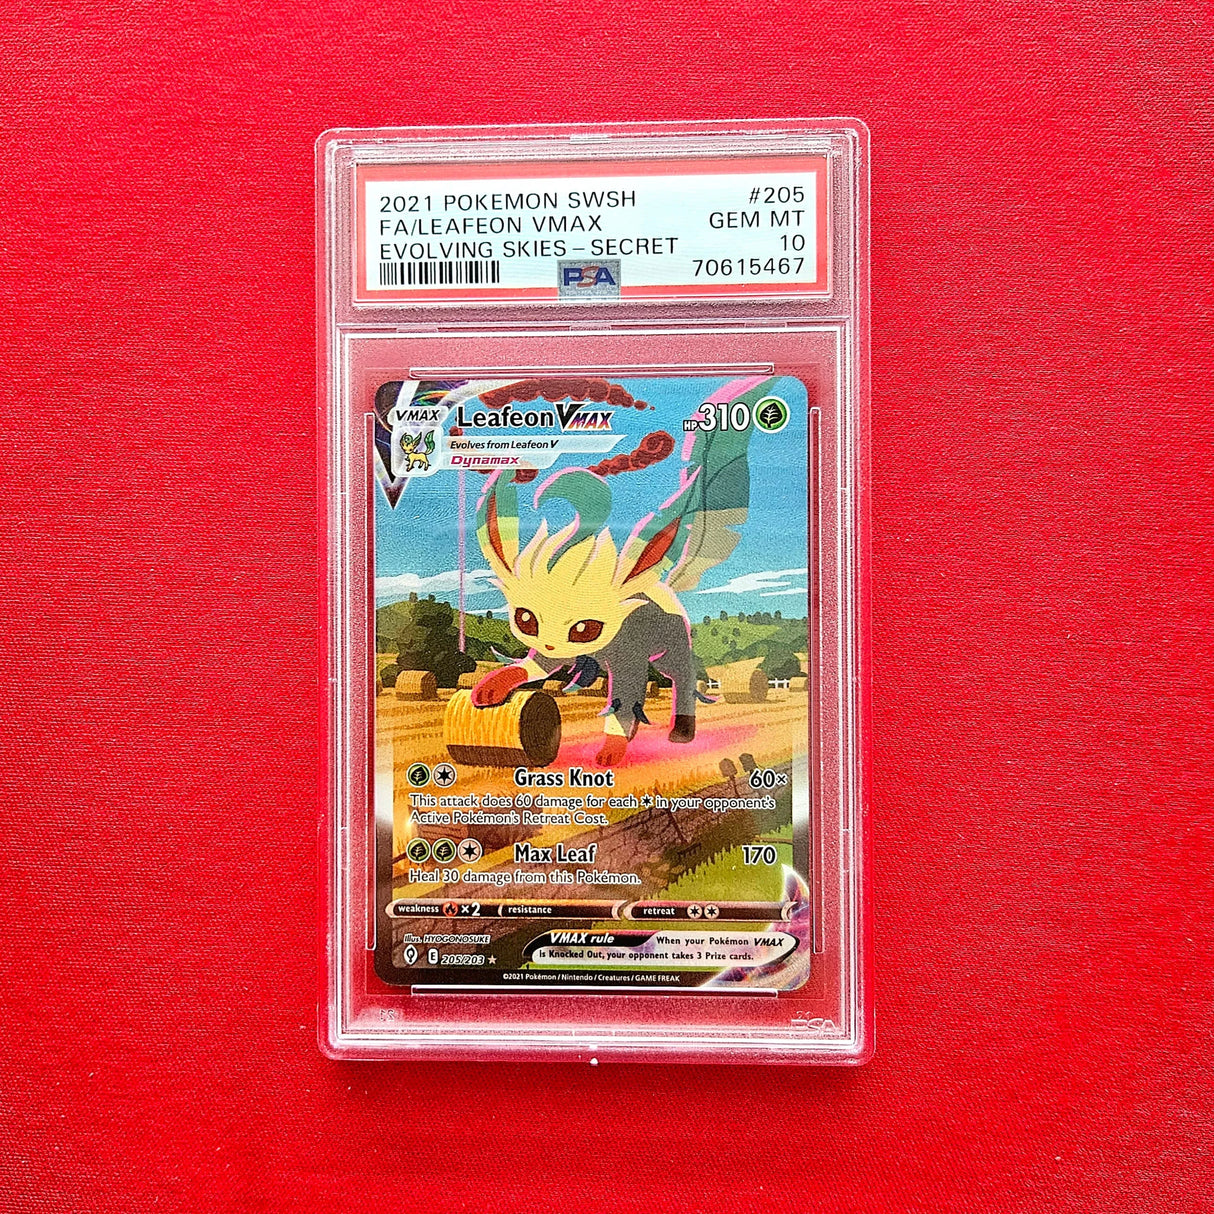 2021 POKEMON SWSH #205
FA/LEAFEON VMAX GEM MT
EVOLVING SKIES – SECRET 10
PSA 70615467
VMAX Leafeon VMAX HP 310
Evolves from Leafeon V
Dynamax
Grass Knot 60×
This attack does 60 damage for each in your opponent's
Active Pokémon's Retreat Cost.
Max Leaf 170
Heal 30 damage from this Pokémon.
weakness ×2 resistance retreat
Illus. HYOGONOSUKE
VMAX rule When your Pokémon VMAX
is Knocked Out, your opponent takes 3 Prize cards.
E 205/203 ★
©2021 Pokémon / Nintendo / Creatures / GAME FREAK
PSA